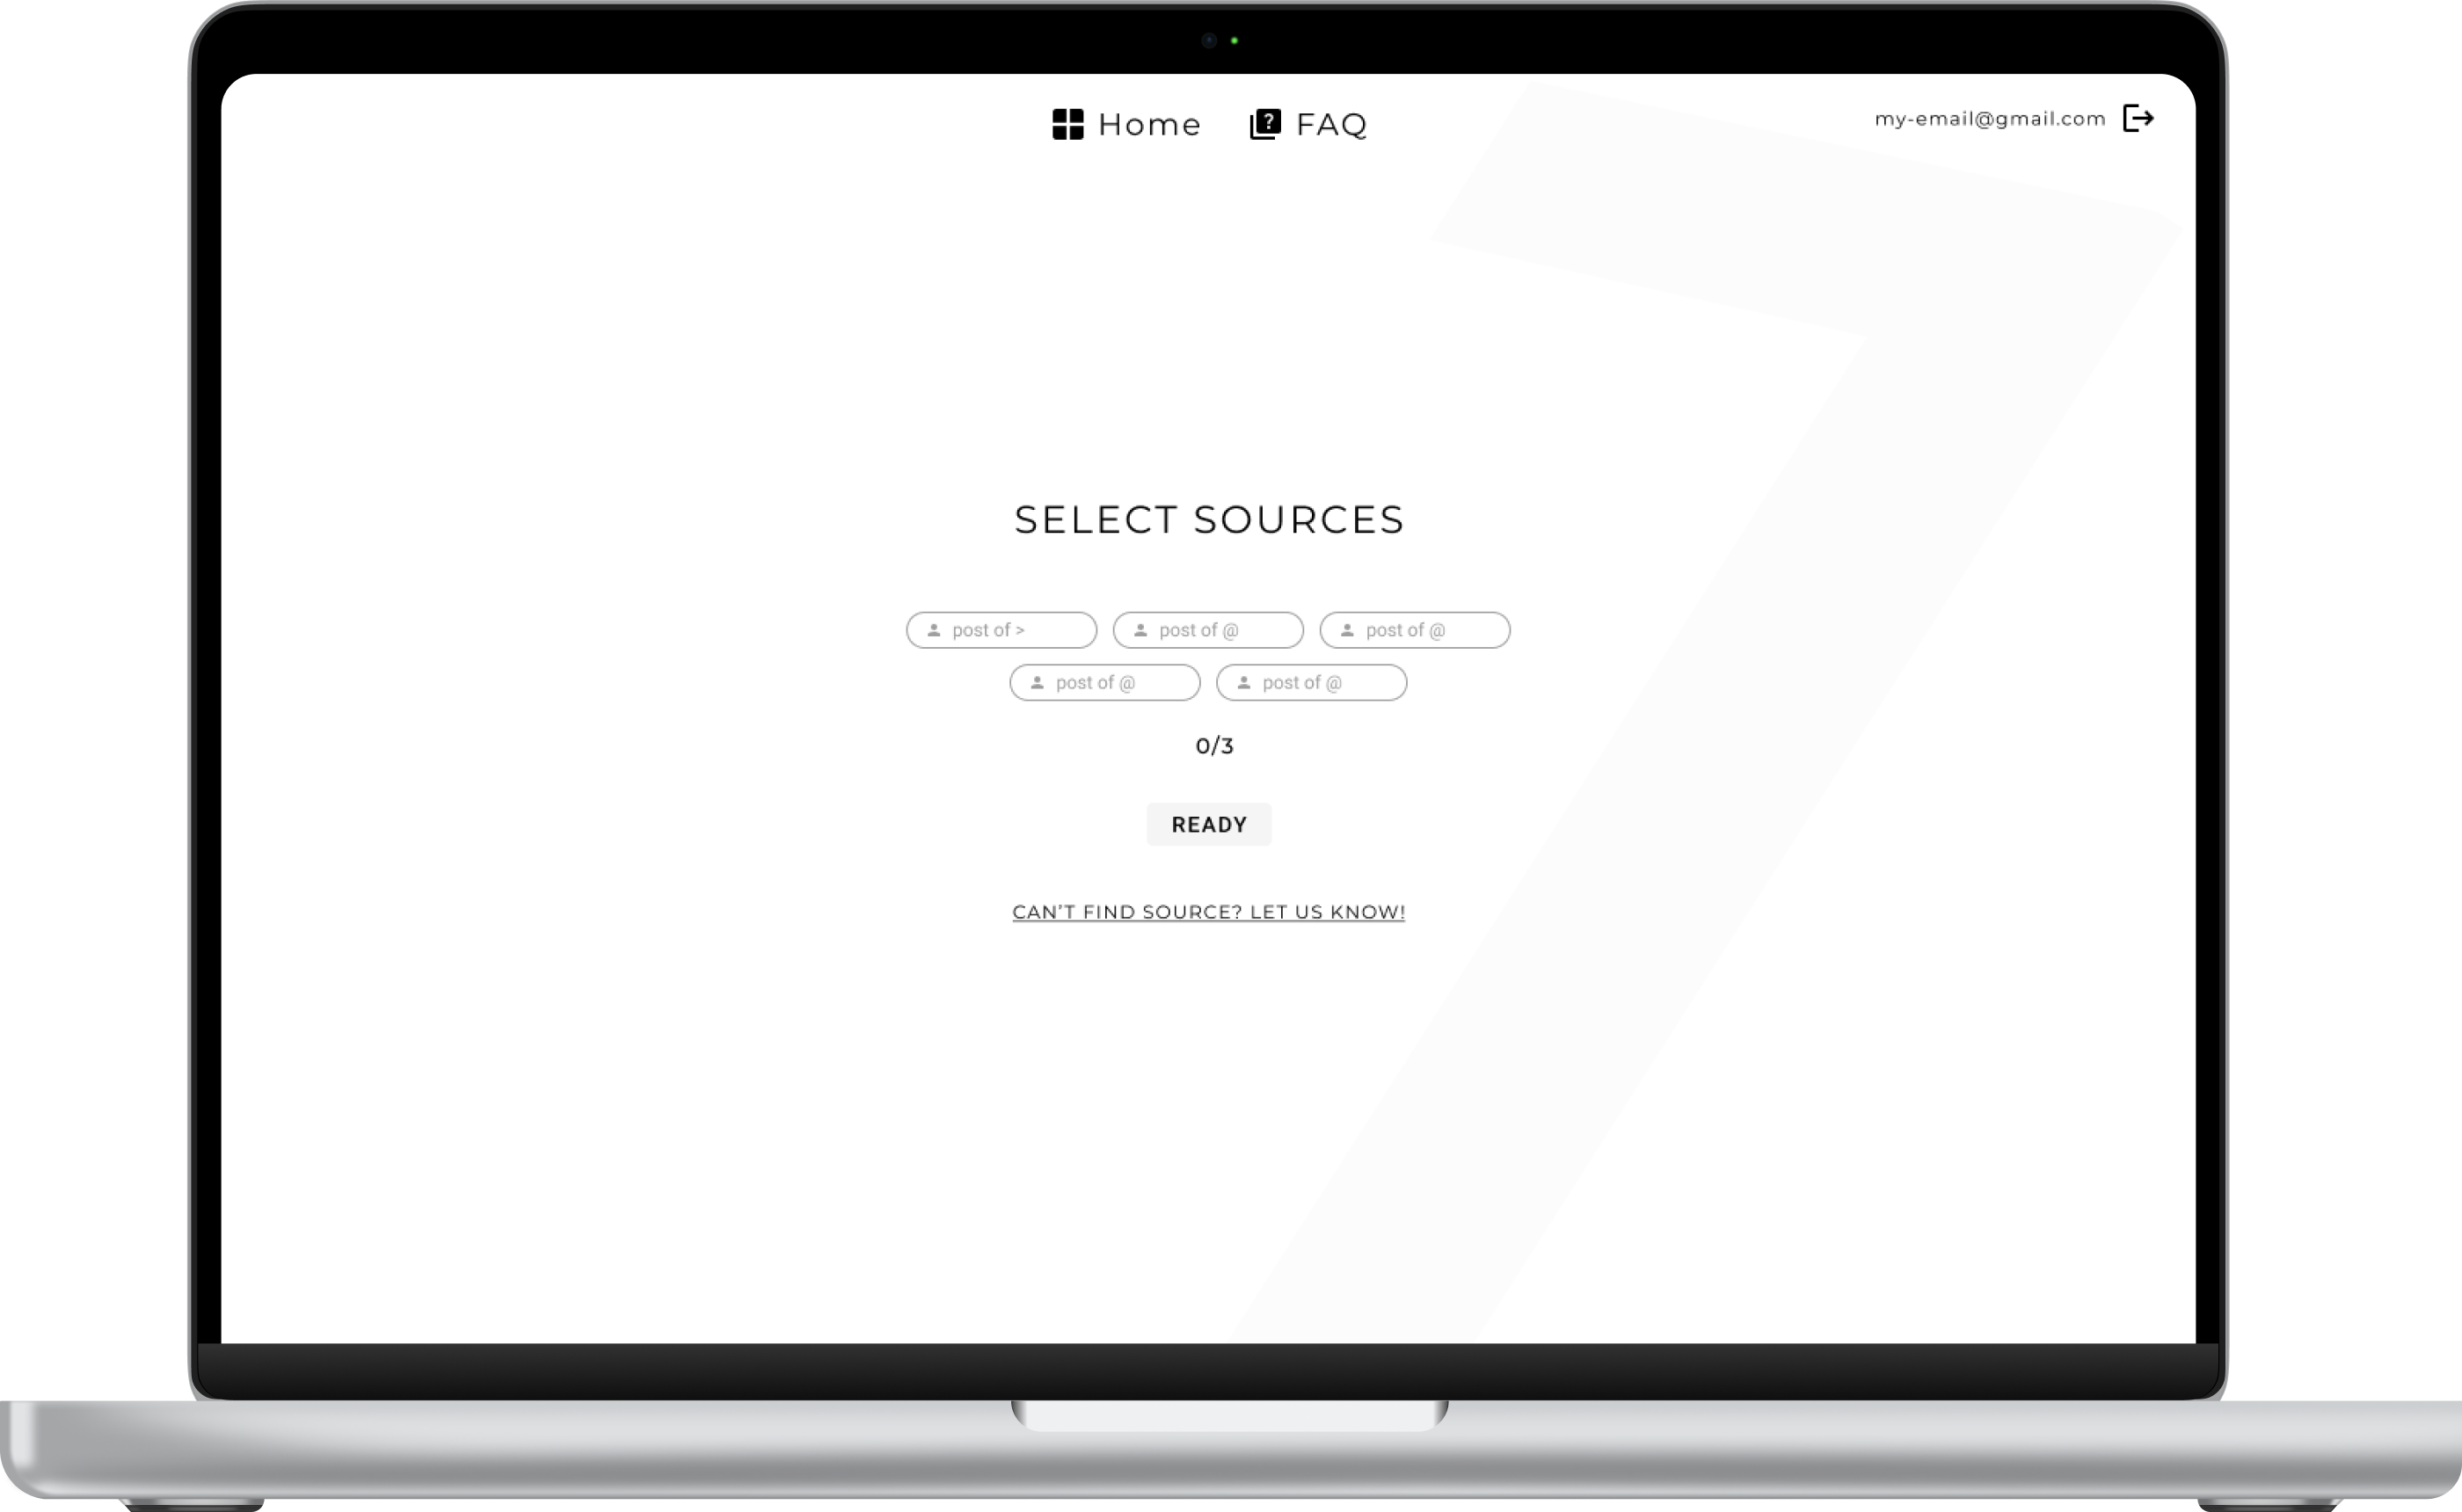 Home FAQ my-email@gmail.com
SELECT SOURCES
post of > post of @ post of @
post of @ post of @
0/3
READY
CAN'T FIND SOURCE? LET US KNOW!